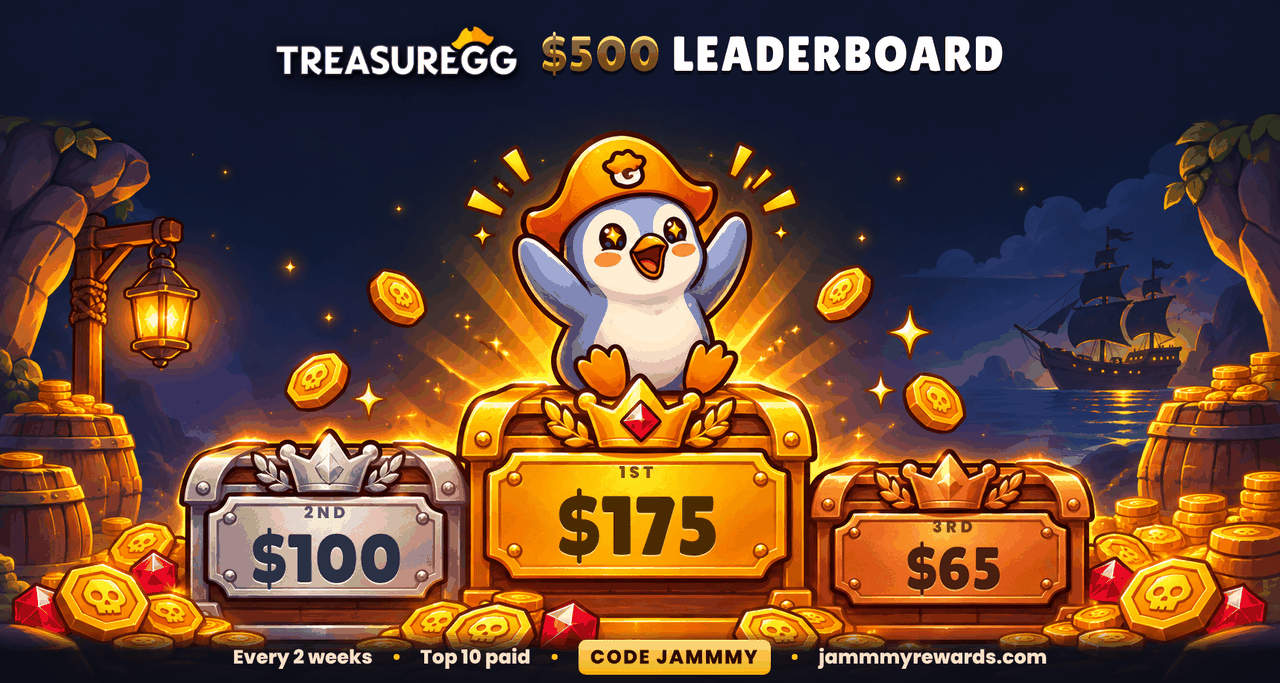 TREASUREGG $500 LEADERBOARD
G
1ST
$175
2ND
$100
3RD
$65
Every 2 weeks • Top 10 paid • CODE JAMMMY • jammmyrewards.com